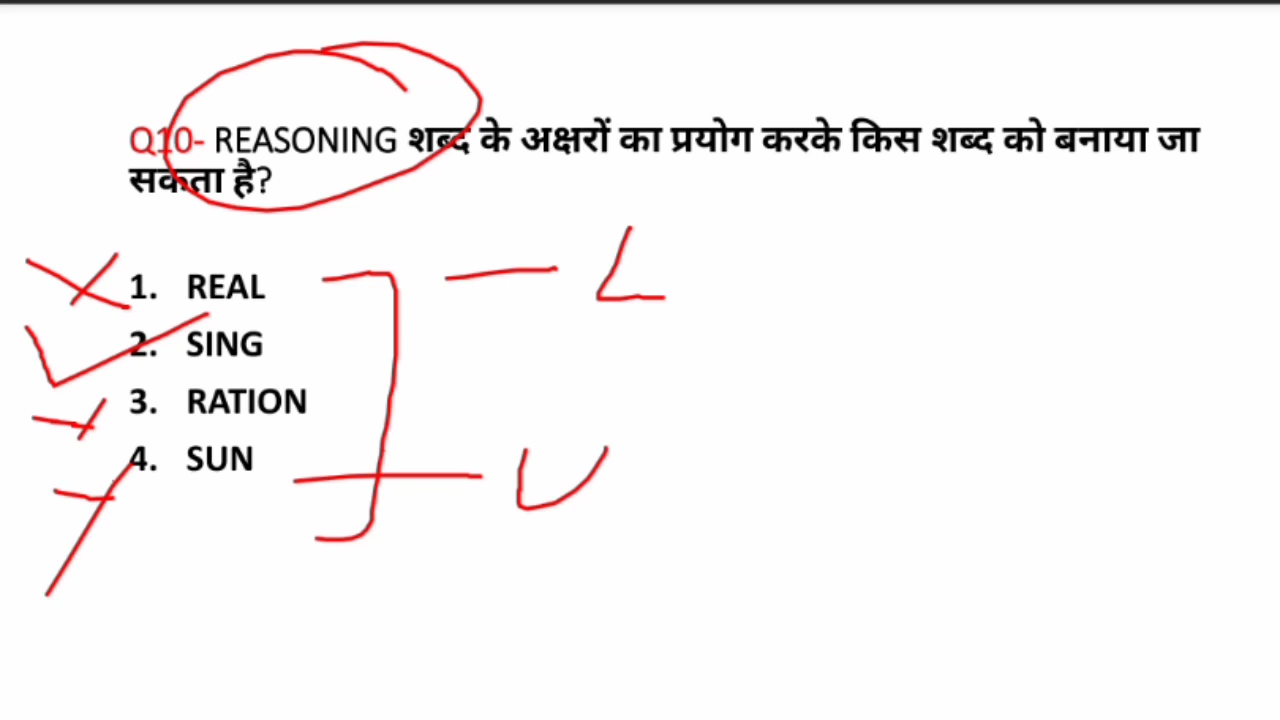 Q10- REASONING शब्द के अक्षरों का प्रयोग करके किस शब्द को बनाया जा
सकता है?
1. REAL L
2. SING
3. RATION
4. SUN U